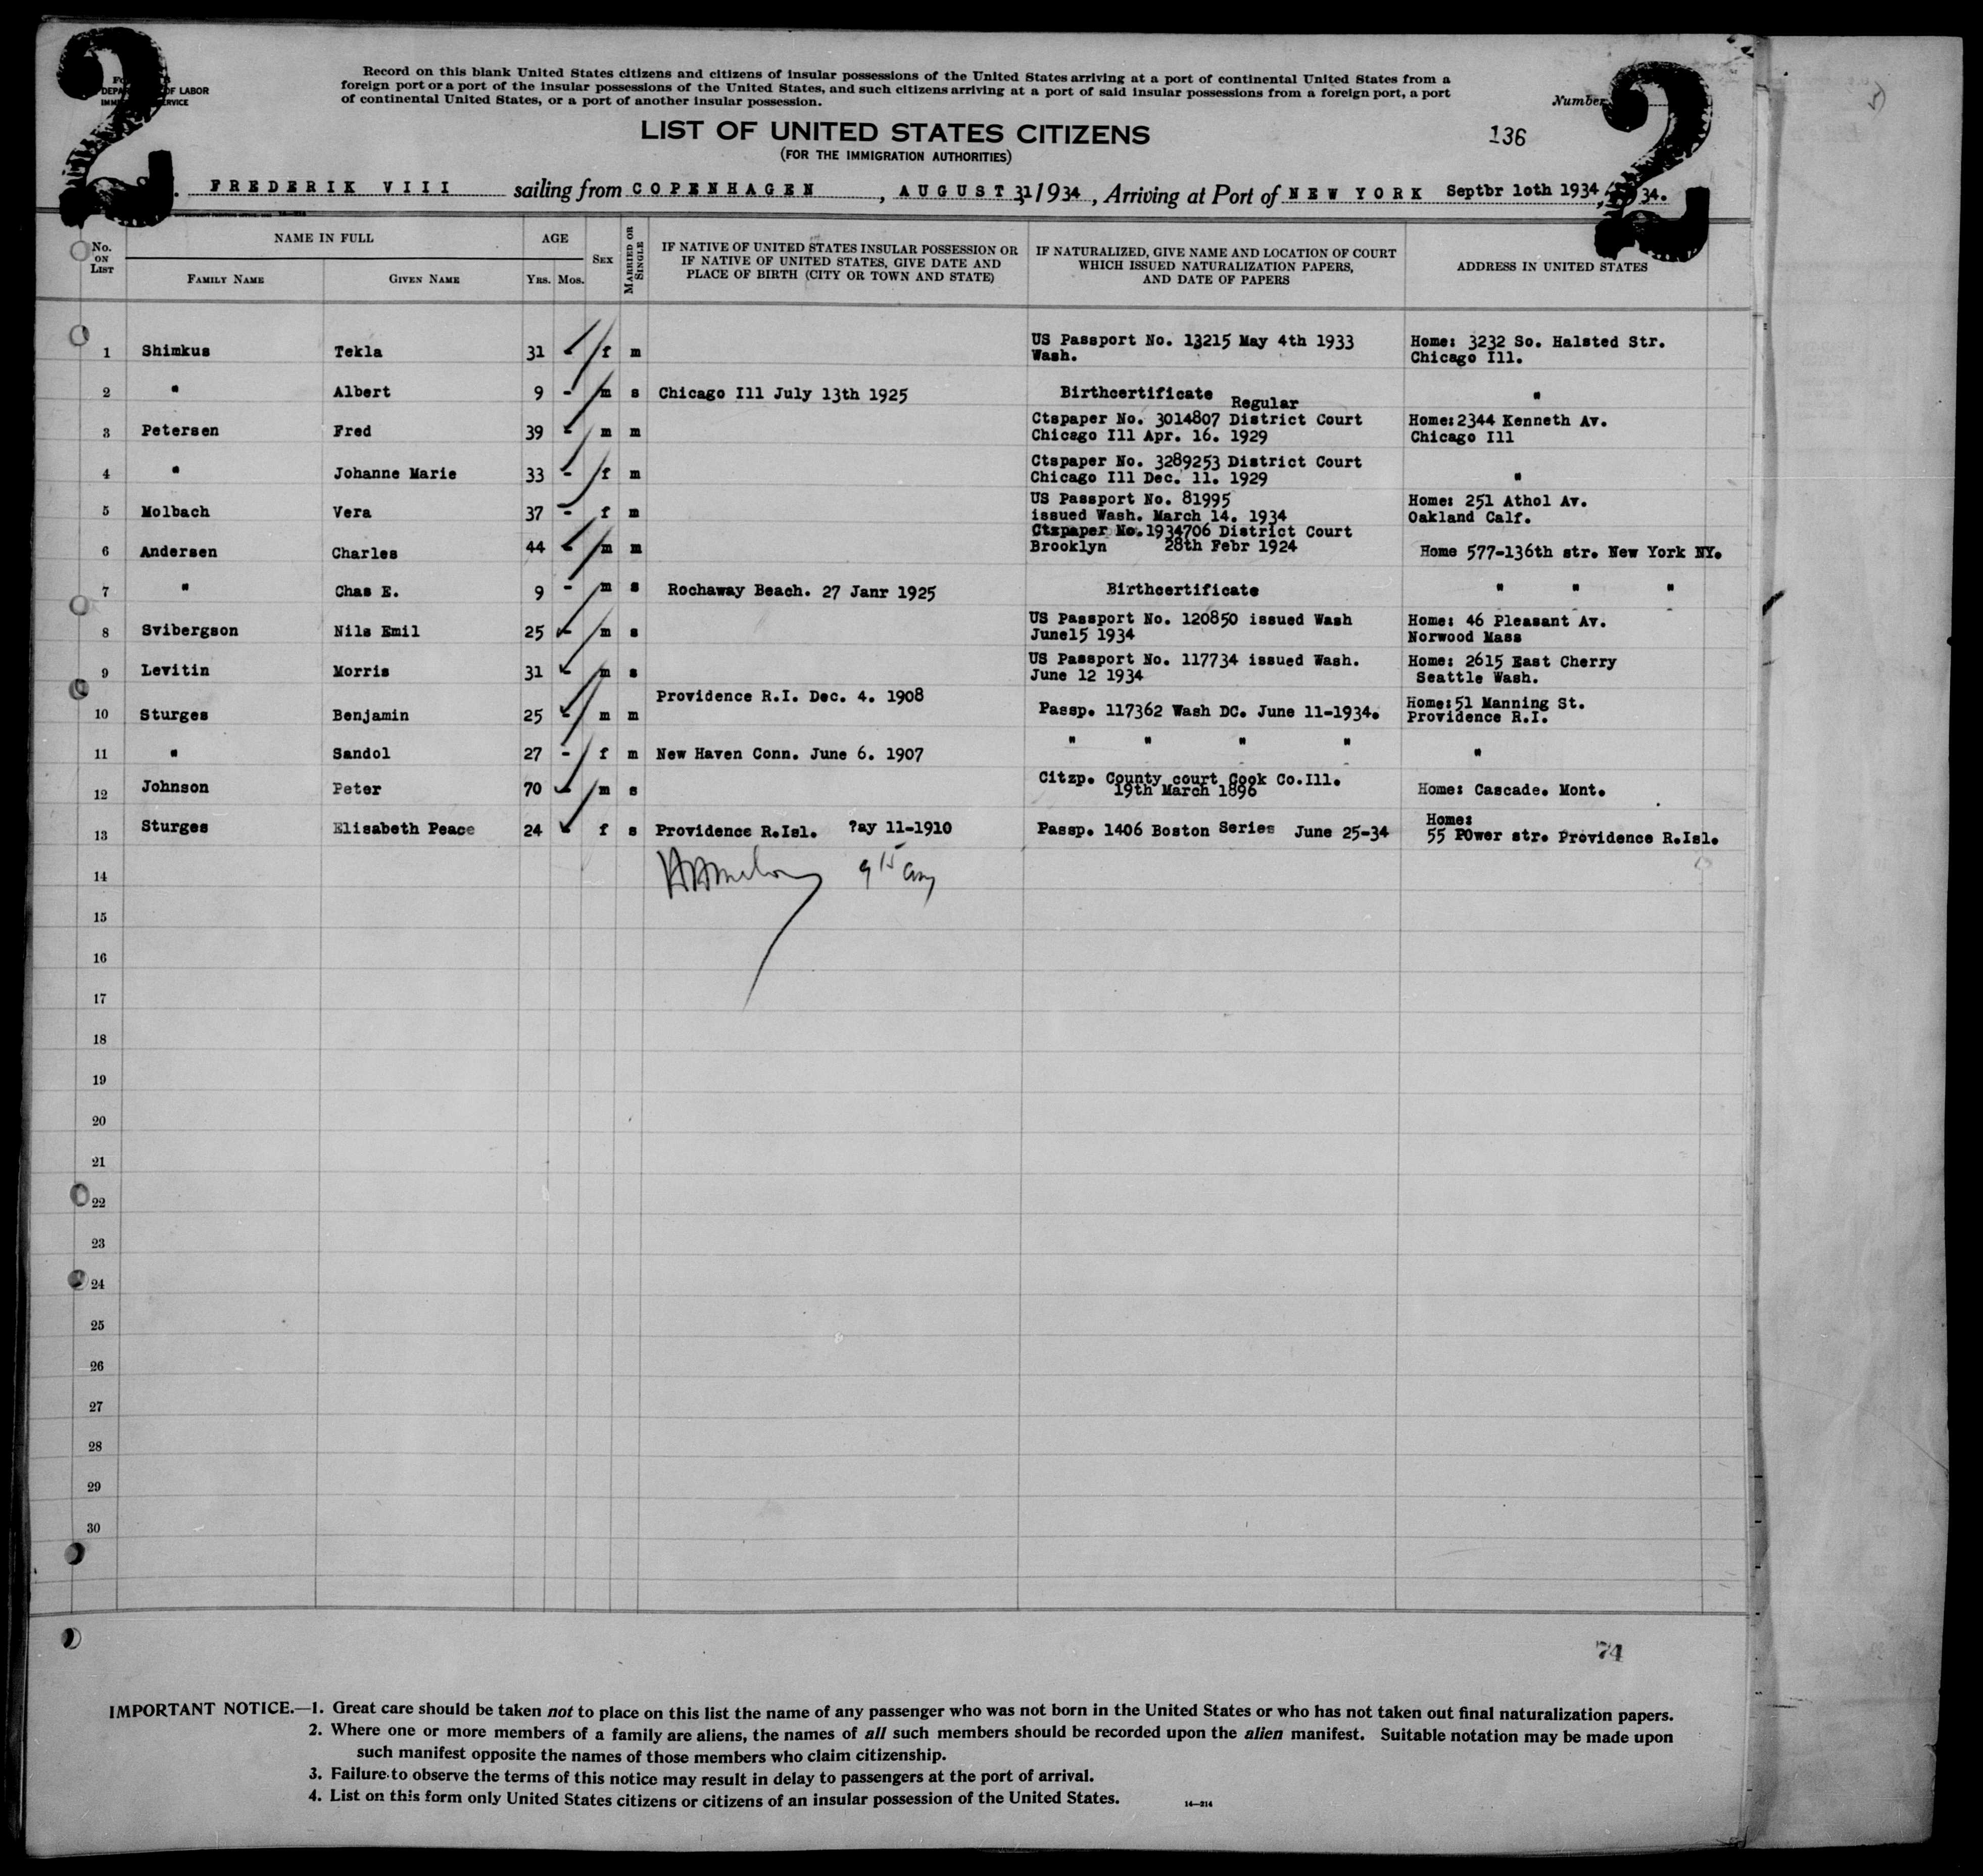 2
2
DEPA OF LABOR
Record on this blank United States citizens and citizens of insular possessions of the United States arriving at a port of continental United States from a
foreign port or a port of the insular possessions of the United States, and such citizens arriving at a port of said insular possessions from a foreign port, a port
of continental United States, or a port of another insular possession.
Number
LIST OF UNITED STATES CITIZENS
136
(FOR THE IMMIGRATION AUTHORITIES)
FREDERIK VIII sailing from COPENHAGEN, AUGUST 31/1934, Arriving at Port of NEW YORK Septbr 1oth 1934, 34.
No. ON LIST
NAME IN FULL
FAMILY NAME
GIVEN NAME
AGE
YRS. MOS.
SEX
MARRIED OR SINGLE
IF NATIVE OF UNITED STATES INSULAR POSSESSION OR
IF NATIVE OF UNITED STATES, GIVE DATE AND
PLACE OF BIRTH (CITY OR TOWN AND STATE)
IF NATURALIZED, GIVE NAME AND LOCATION OF COURT
WHICH ISSUED NATURALIZATION PAPERS,
AND DATE OF PAPERS
ADDRESS IN UNITED STATES
1 Shimkus Tekla 31 - f m US Passport No. 13215 May 4th 1933 Home: 3232 So. Halsted Str.
Wash. Chicago Ill.
2 " Albert 9 - m s Chicago Ill July 13th 1925 Birthcertificate "
Regular
3 Petersen Fred 39 - m m Ctspaper No. 3014807 District Court Home:2344 Kenneth Av.
Chicago Ill Apr. 16. 1929 Chicago Ill
4 " Johanne Marie 33 - f m Ctspaper No. 3289253 District Court "
Chicago Ill Dec. 11. 1929
5 Molbach Vera 37 - f m US Passport No. 81995 Home: 251 Athol Av.
issued Wash. March 14. 1934 Oakland Calf.
6 Andersen Charles 44 - m m Ctspaper No.1934706 District Court
Brooklyn 28th Febr 1924 Home 577-136th str. New York NY.
7 " Chas E. 9 - m s Rochaway Beach. 27 Janr 1925 Birthcertificate " " "
8 Svibergson Nils Emil 25 - m s US Passport No. 120850 issued Wash Home: 46 Pleasant Av.
June15 1934 Norwood Mass
9 Levitin Morris 31 - m s US Passport No. 117734 issued Wash. Home: 2615 East Cherry
June 12 1934 Seattle Wash.
10 Sturges Benjamin 25 - m m Providence R.I. Dec. 4. 1908 Passp. 117362 Wash DC. June 11-1934. Home:51 Manning St.
Providence R.I.
11 " Sandol 27 - f m New Haven Conn. June 6. 1907 " " " " "
12 Johnson Peter 70 - m s Citzp. County court Cook Co.Ill. Home: Cascade. Mont.
19th March 1896
13 Sturges Elisabeth Peace 24 - f s Providence R.Isl. ?ay 11-1910 Passp. 1406 Boston Series June 25-34 Home:
55 POwer str. Providence R.Isl.
14
15
16
17
18
19
20
21
22
23
24
25
26
27
28
29
30
74
IMPORTANT NOTICE.—1. Great care should be taken not to place on this list the name of any passenger who was not born in the United States or who has not taken out final naturalization papers.
2. Where one or more members of a family are aliens, the names of all such members should be recorded upon the alien manifest. Suitable notation may be made upon
such manifest opposite the names of those members who claim citizenship.
3. Failure to observe the terms of this notice may result in delay to passengers at the port of arrival.
4. List on this form only United States citizens or citizens of an insular possession of the United States.
14—214